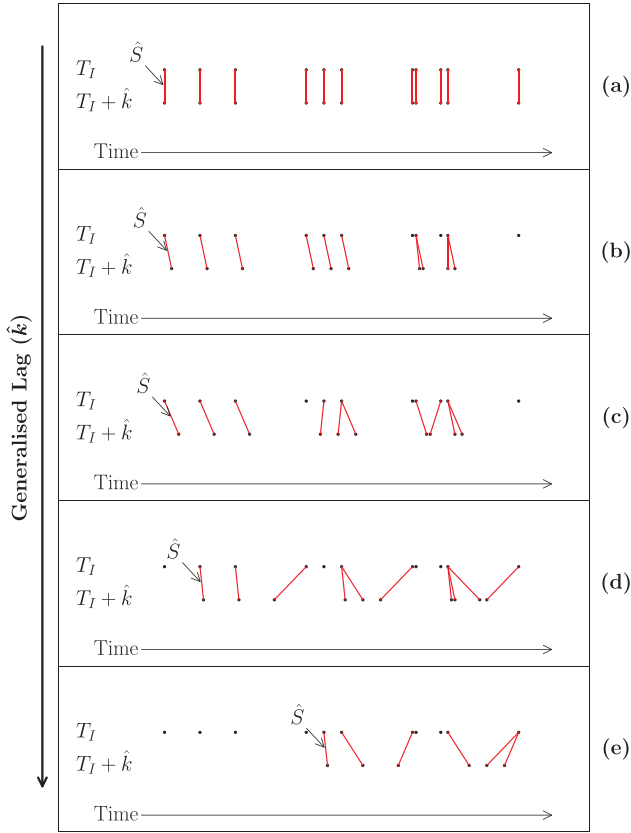 Generalised Lag (k̂)
Ŝ
T_I
T_I + k̂
Time
(a)
Ŝ
T_I
T_I + k̂
Time
(b)
Ŝ
T_I
T_I + k̂
Time
(c)
Ŝ
T_I
T_I + k̂
Time
(d)
Ŝ
T_I
T_I + k̂
Time
(e)